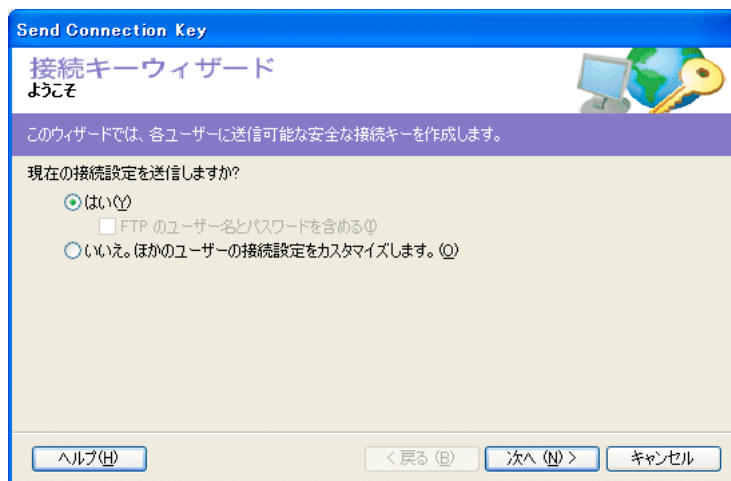 Send Connection Key
接続キーウィザード
ようこそ
このウィザードでは、各ユーザーに送信可能な安全な接続キーを作成します。
現在の接続設定を送信しますか?
はい(Y)
FTP のユーザー名とパスワードを含める(I)
いいえ。ほかのユーザーの接続設定をカスタマイズします。(O)
ヘルプ(H)
< 戻る (B)
次へ (N) >
キャンセル